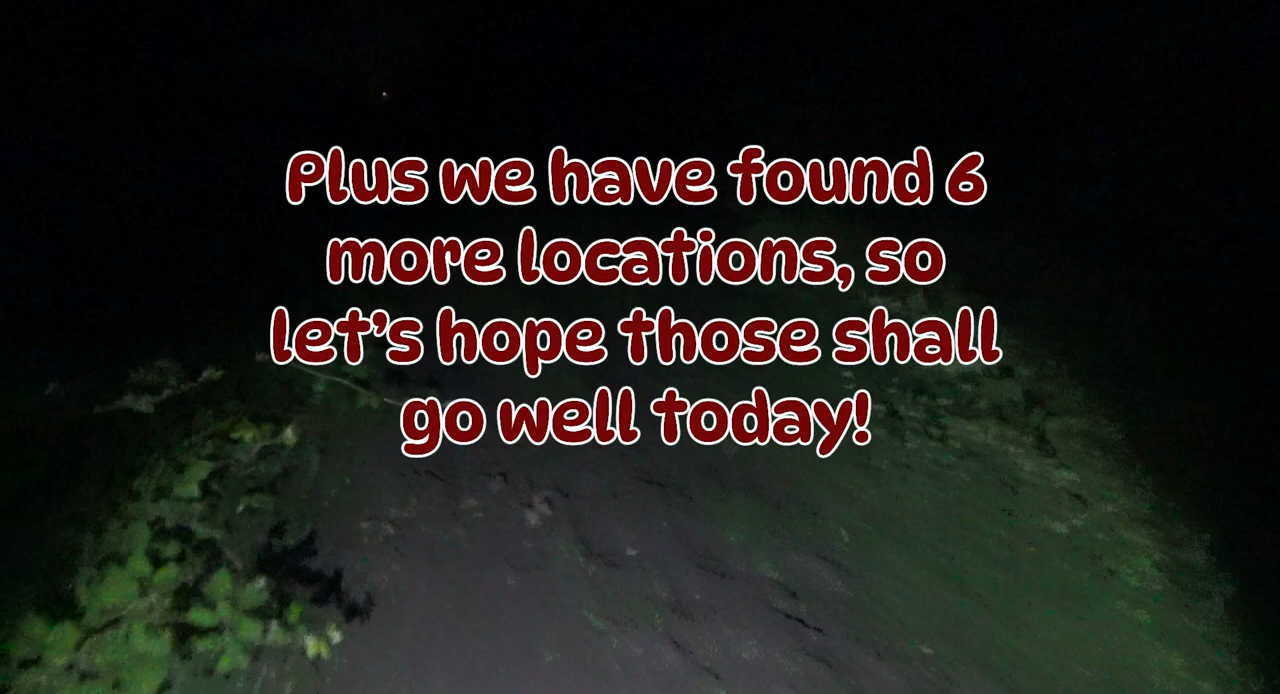 Plus we have found 6
more locations, so
let's hope those shall
go well today!